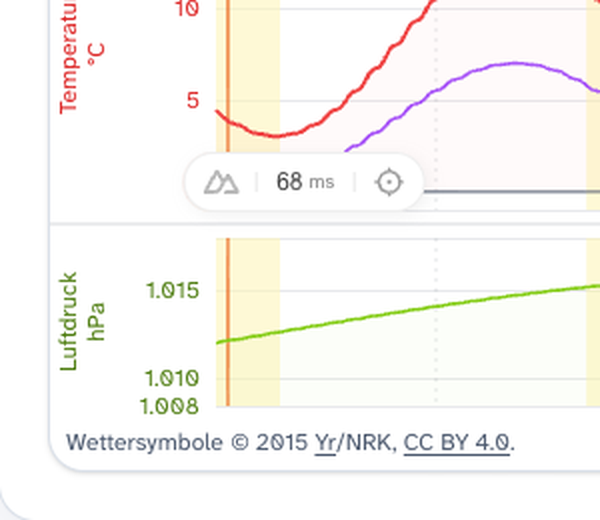 Temperatu
°C
10
5
68 ms
Luftdruck
hPa
1.015
1.010
1.008
Wettersymbole © 2015 Yr/NRK, CC BY 4.0.